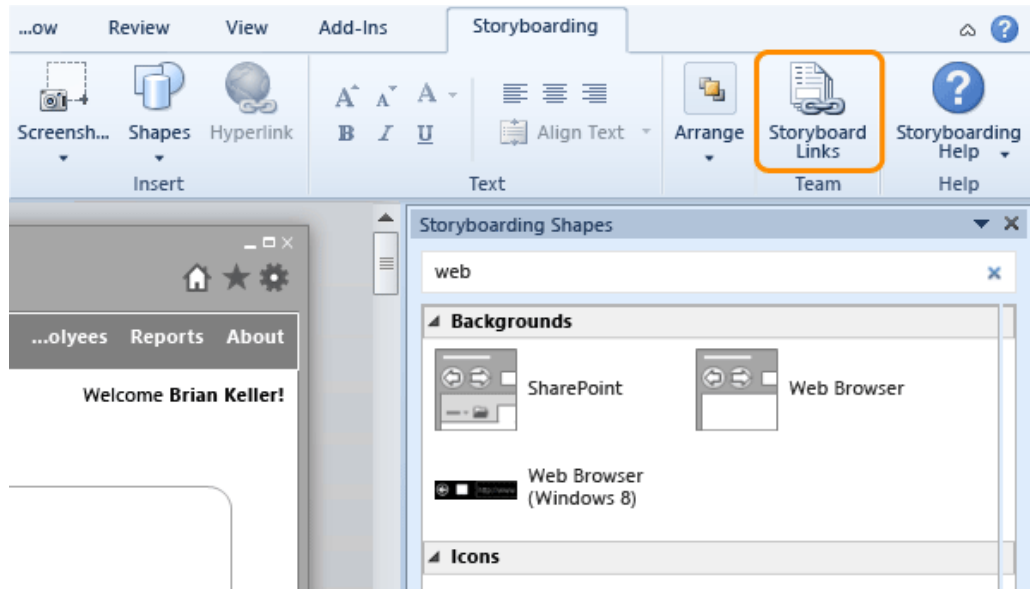 ...ow Review View Add-Ins Storyboarding
Screensh... Shapes Hyperlink
A A A
B I U
Align Text
Arrange
Storyboard
Links
Storyboarding
Help
Insert Text Team Help
Storyboarding Shapes
web
...olyees Reports About
Welcome Brian Keller!
Backgrounds
SharePoint Web Browser
Web Browser
(Windows 8)
Icons